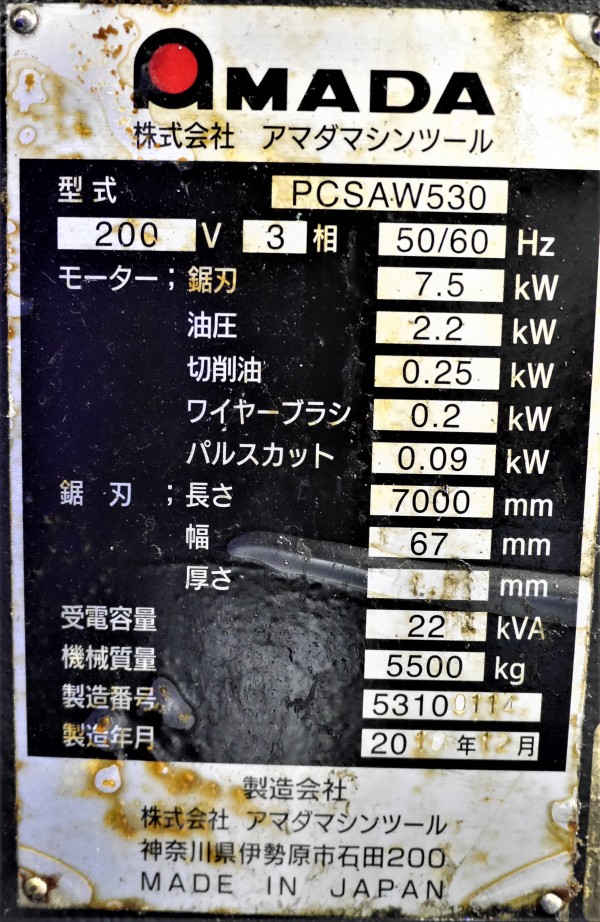 AMADA
株式会社 アマダマシンツール
型式 PCSAW530
200 V 3 相 50/60 Hz
モーター; 鋸刃 7.5 kW
油圧 2.2 kW
切削油 0.25 kW
ワイヤーブラシ 0.2 kW
パルスカット 0.09 kW
鋸刃; 長さ 7000 mm
幅 67 mm
厚さ mm
受電容量 22 kVA
機械質量 5500 kg
製造番号 53100114
製造年月 年12月
製造会社
株式会社 アマダマシンツール
神奈川県伊勢原市石田200
MADE IN JAPAN